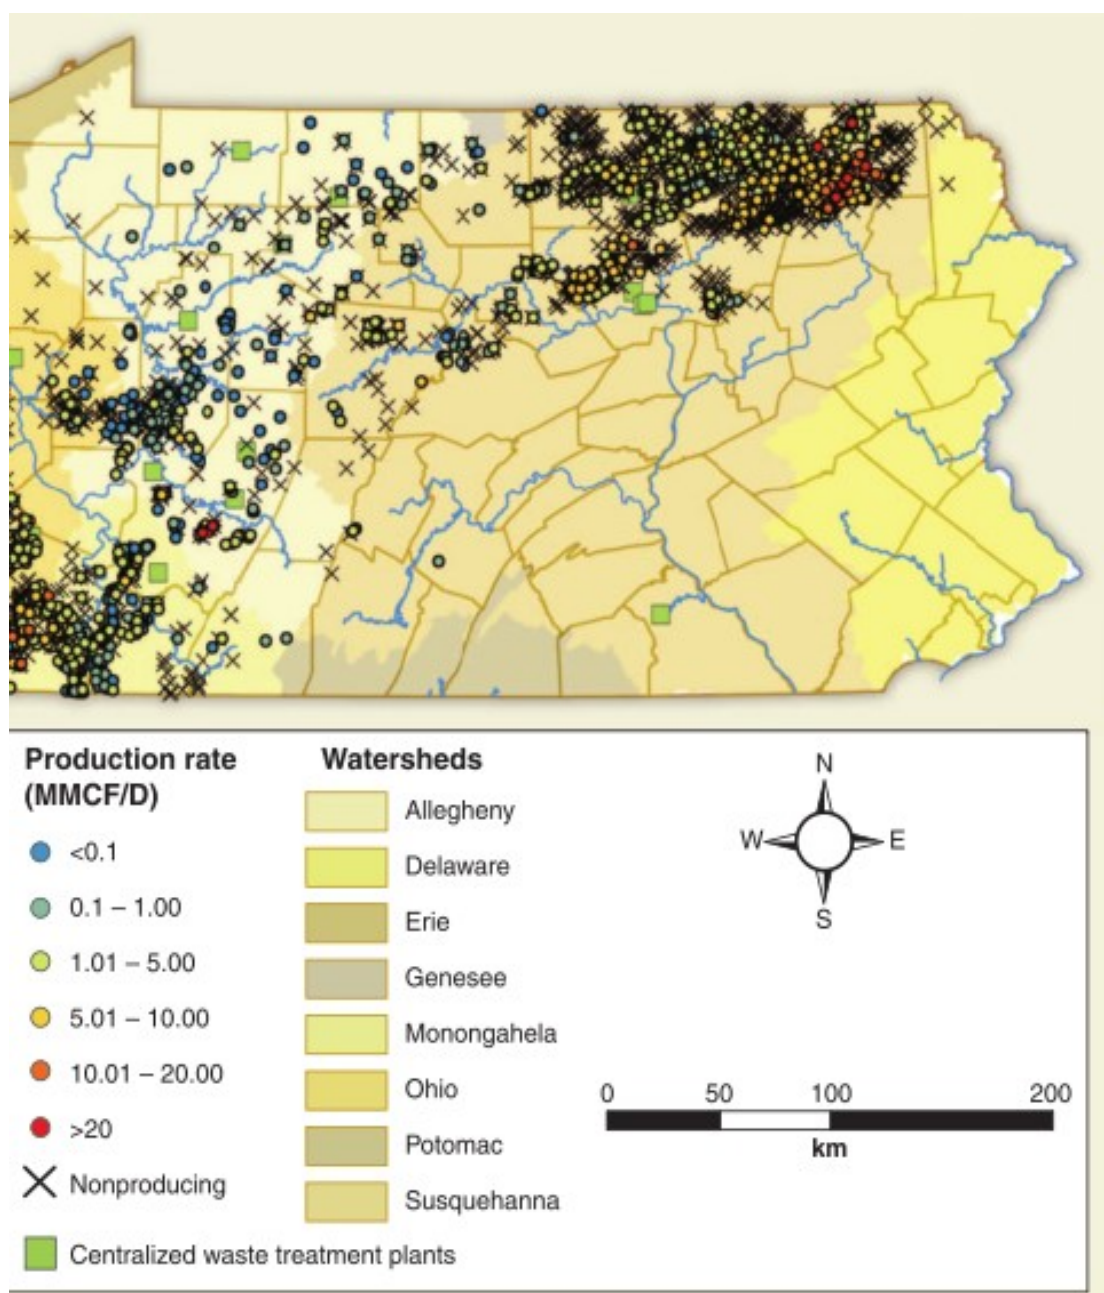 Production rate
(MMCF/D)
<0.1
0.1 – 1.00
1.01 – 5.00
5.01 – 10.00
10.01 – 20.00
>20
Nonproducing
Centralized waste treatment plants
Watersheds
Allegheny
Delaware
Erie
Genesee
Monongahela
Ohio
Potomac
Susquehanna
N
W
E
S
0 50 100 200
km